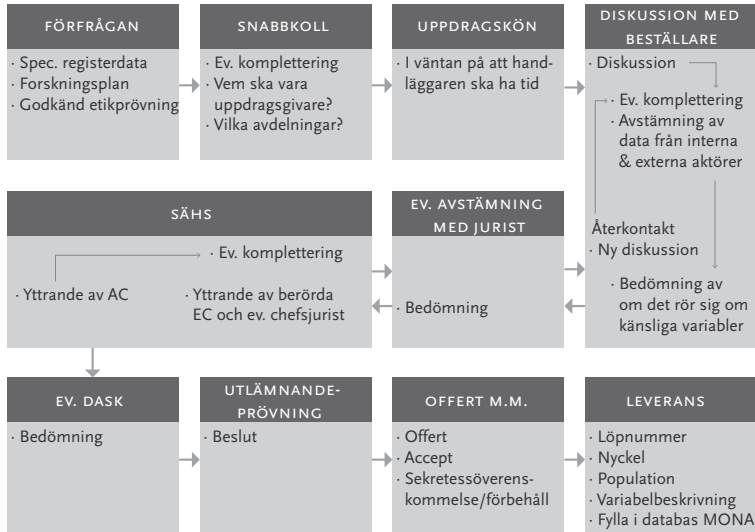 FÖRFRÅGAN
· Spec. registerdata
· Forskningsplan
· Godkänd etikprövning
SNABBKOLL
· Ev. komplettering
· Vem ska vara
uppdragsgivare?
· Vilka avdelningar?
UPPDRAGSKÖN
· I väntan på att hand-
läggaren ska ha tid
DISKUSSION MED
BESTÄLLARE
· Diskussion
· Ev. komplettering
· Avstämning av
data från interna
& externa aktörer
Återkontakt
· Ny diskussion
· Bedömning av
om det rör sig om
känsliga variabler
EV. AVSTÄMNING
MED JURIST
· Bedömning
SÄHS
· Ev. komplettering
· Yttrande av AC
· Yttrande av berörda
EC och ev. chefsjurist
EV. DASK
· Bedömning
UTLÄMNANDE-
PRÖVNING
· Beslut
OFFERT M.M.
· Offert
· Accept
· Sekretessöverens-
kommelse/förbehåll
LEVERANS
· Löpnummer
· Nyckel
· Population
· Variabelbeskrivning
· Fylla i databas MONA